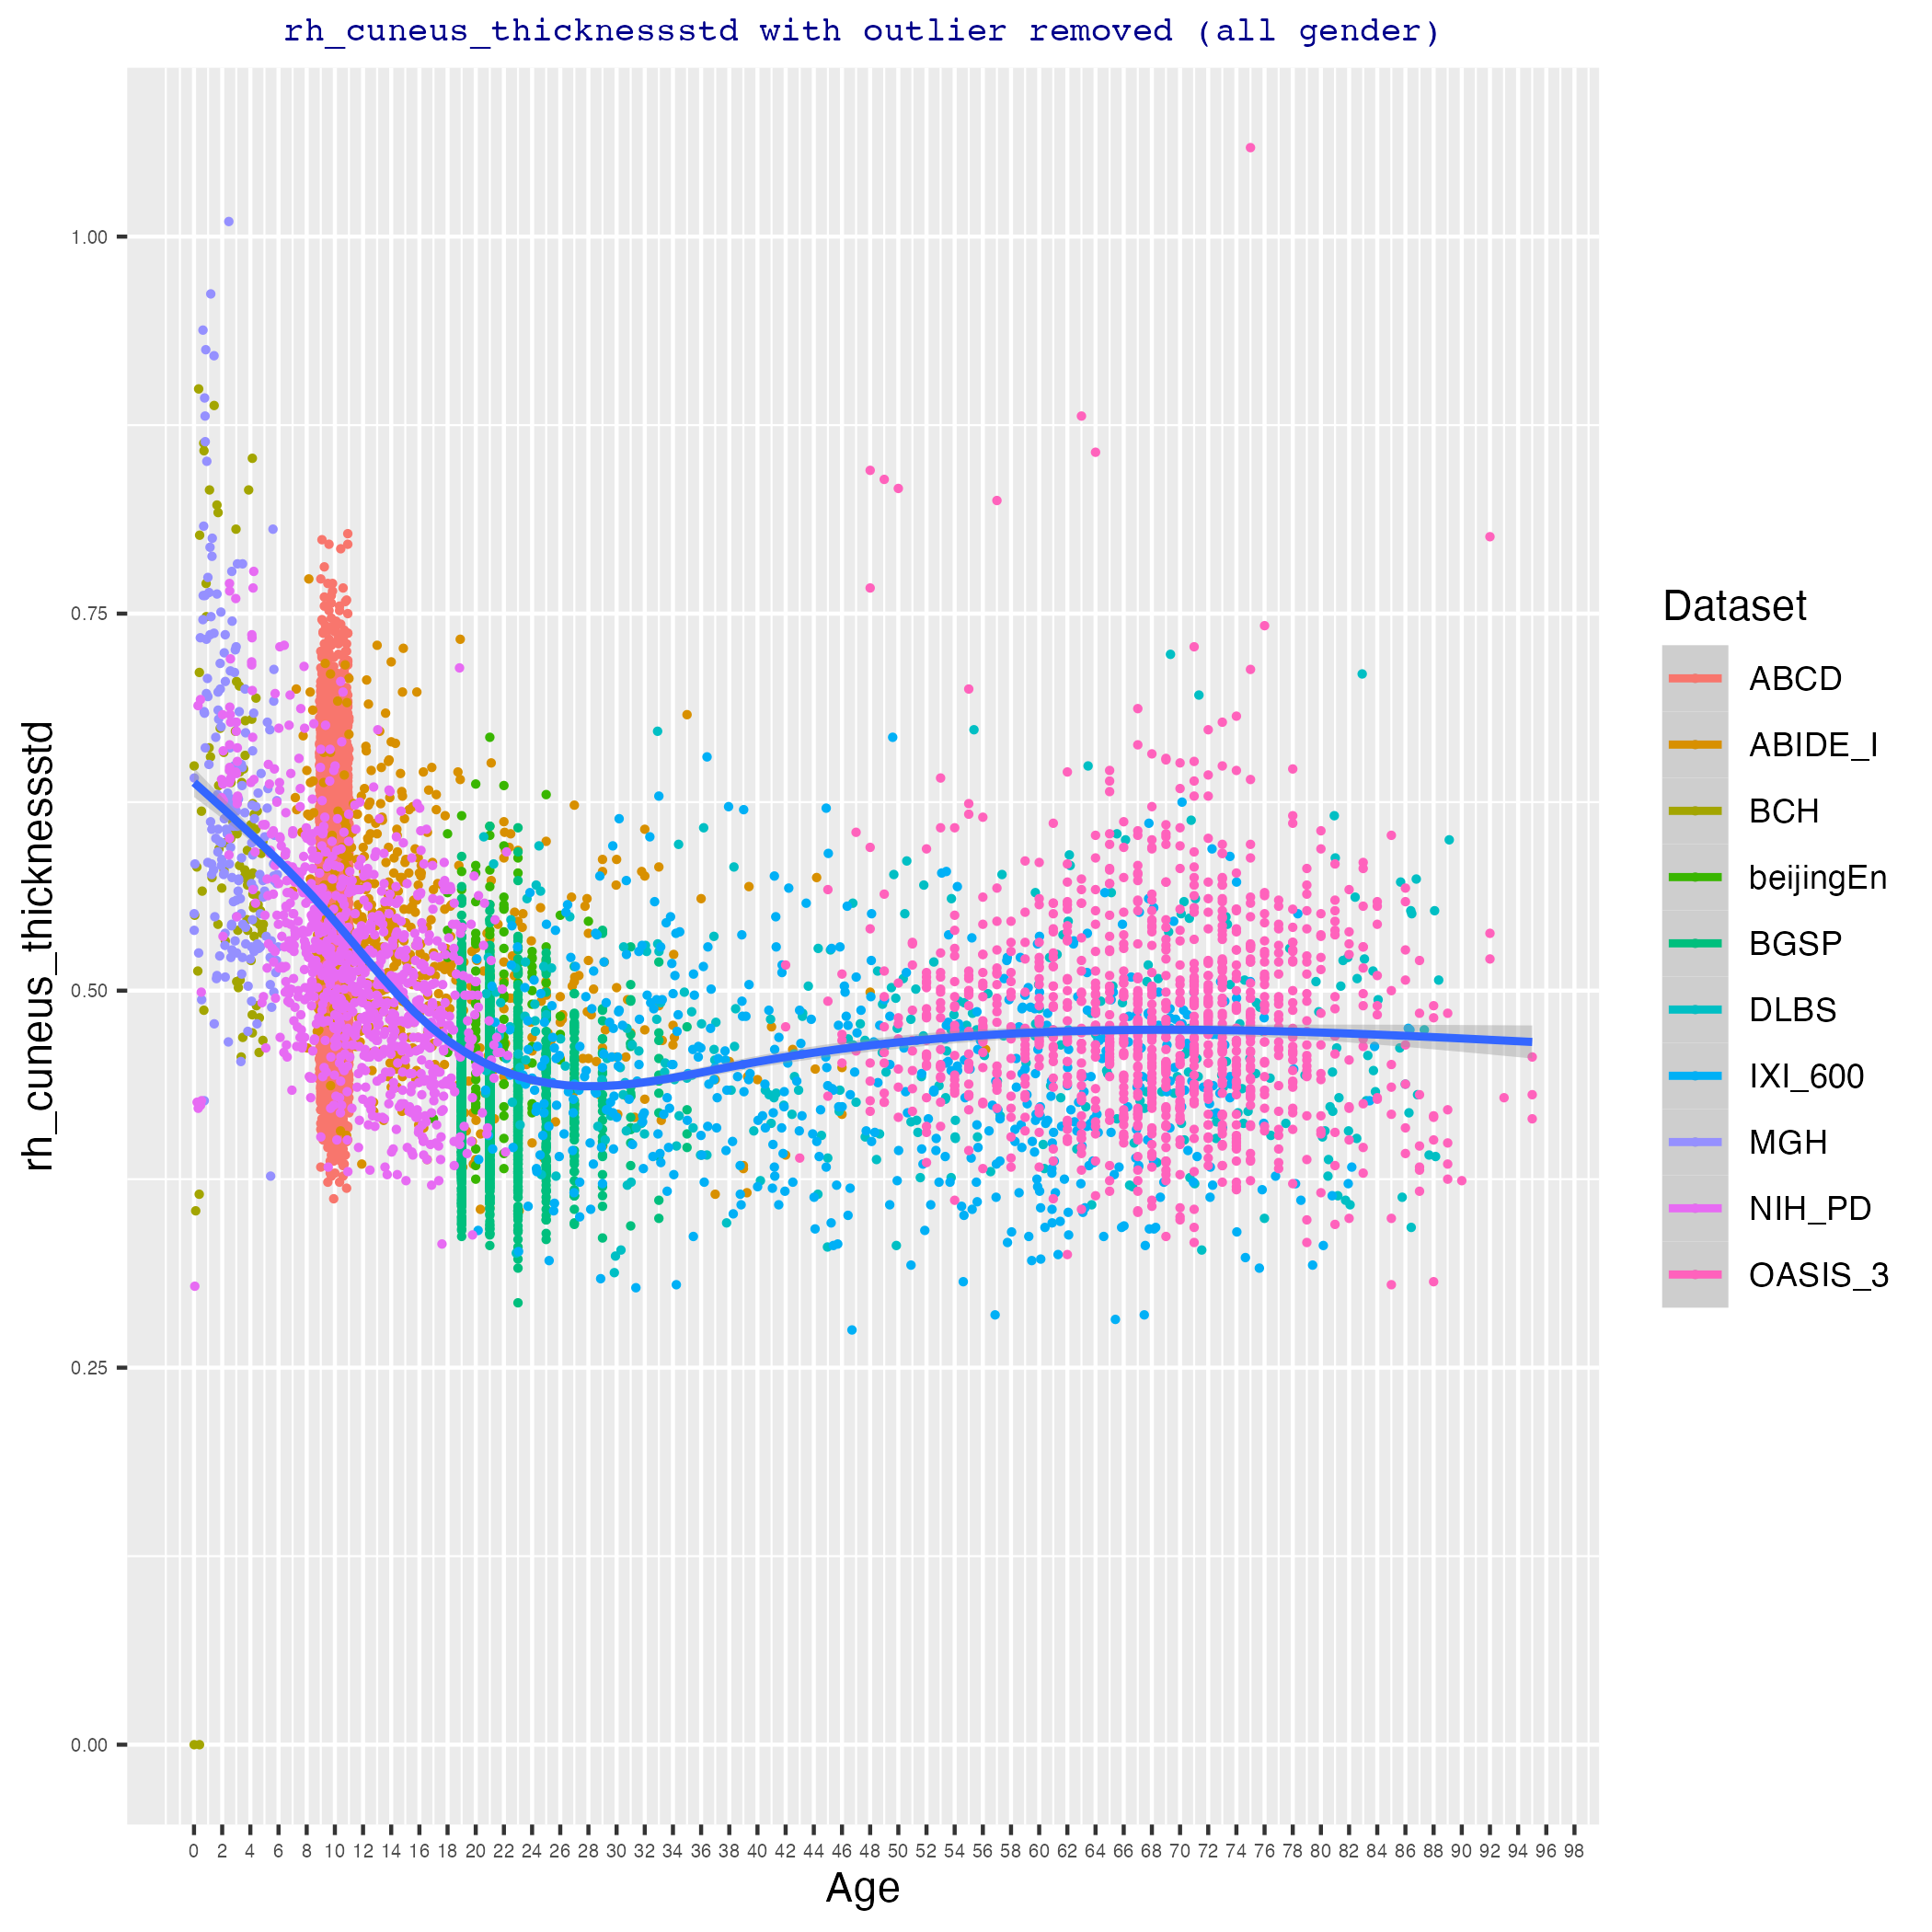 rh_cuneus_thicknessstd with outlier removed (all gender)
rh_cuneus_thicknessstd
1.00
0.75
0.50
0.25
0.00
0 2 4 6 8 10 12 14 16 18 20 22 24 26 28 30 32 34 36 38 40 42 44 46 48 50 52 54 56 58 60 62 64 66 68 70 72 74 76 78 80 82 84 86 88 90 92 94 96 98
Age
Dataset
ABCD
ABIDE_I
BCH
beijingEn
BGSP
DLBS
IXI_600
MGH
NIH_PD
OASIS_3